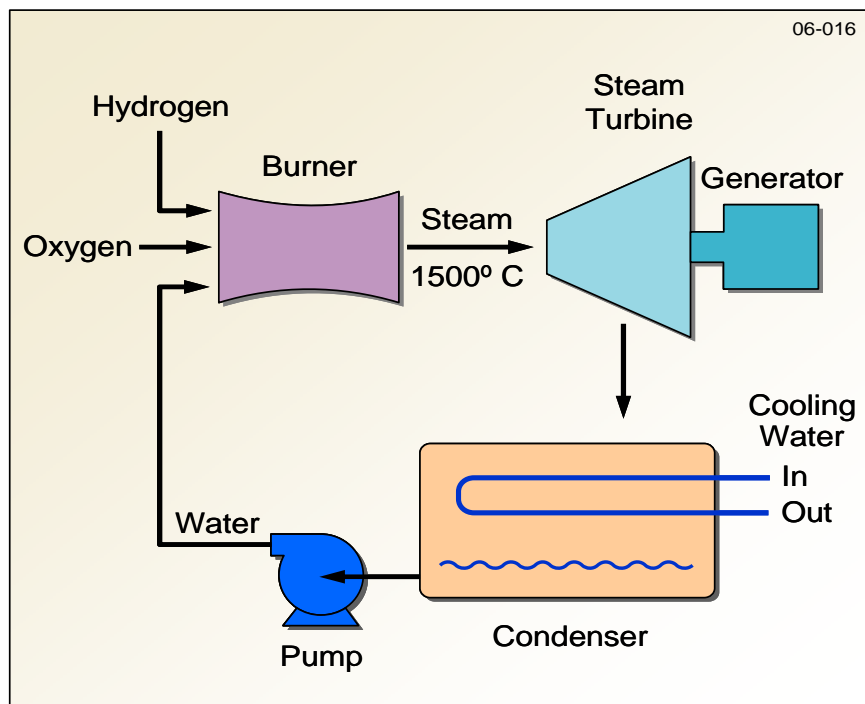 06-016
Hydrogen
Steam
Turbine
Burner
Generator
Oxygen
Steam
1500º C
Cooling
Water
In
Out
Water
Condenser
Pump